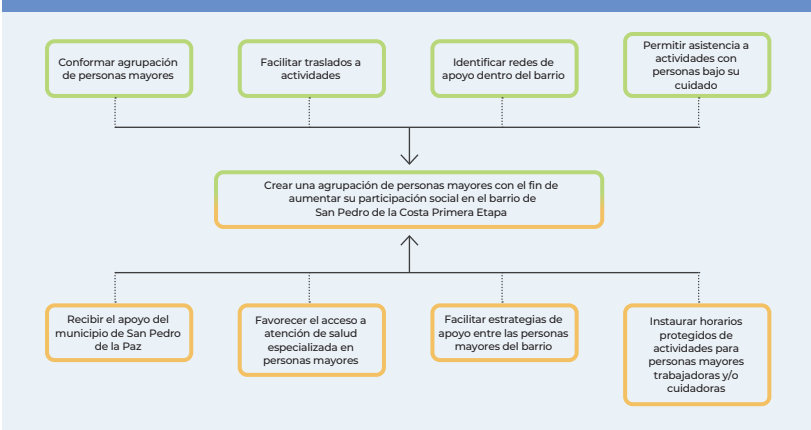 Conformar agrupación
de personas mayores
Facilitar traslados a
actividades
Identificar redes de
apoyo dentro del barrio
Permitir asistencia a
actividades con
personas bajo su
cuidado
Crear una agrupación de personas mayores con el fin de
aumentar su participación social en el barrio de
San Pedro de la Costa Primera Etapa
Recibir el apoyo del
municipio de San Pedro
de la Paz
Favorecer el acceso a
atención de salud
especializada en
personas mayores
Facilitar estrategias de
apoyo entre las personas
mayores del barrio
Instaurar horarios
protegidos de
actividades para
personas mayores
trabajadoras y/o
cuidadoras